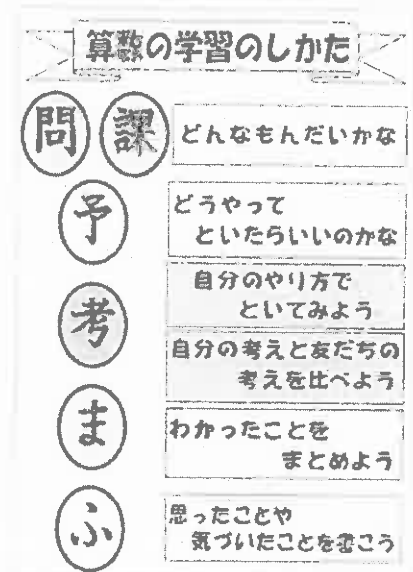 算数の学習のしかた
問 課 どんなもんだいかな
予
どうやって
といたらいいのかな
考
自分のやり方で
といてみよう
自分の考えと友だちの
考えを比べよう
ま
わかったことを
まとめよう
ふ
思ったことや
気づいたことを書こう